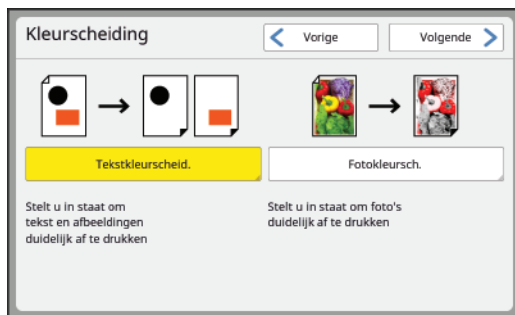 Kleurscheiding
Vorige
Volgende
Tekstkleurscheid.
Fotokleursch.
Stelt u in staat om
tekst en afbeeldingen
duidelijk af te drukken
Stelt u in staat om foto's
duidelijk af te drukken